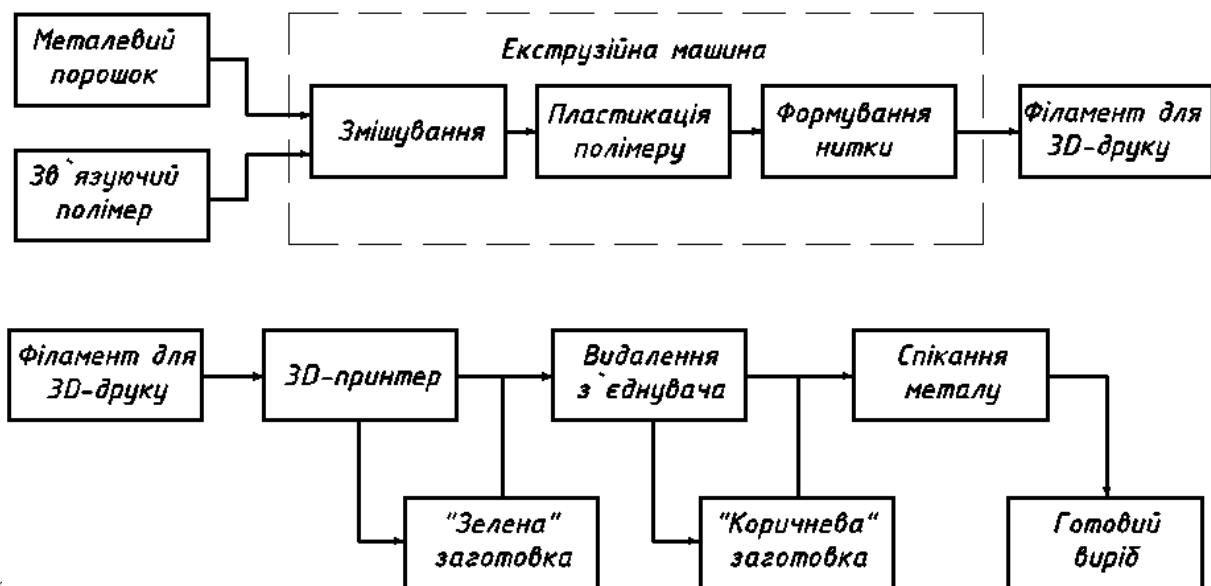 Металевий
порошок
Зв`язуючий
полімер
Екструзійна машина
Змішування
Пластикація
полімеру
Формування
нитки
Філамент для
3D-друку
Філамент для
3D-друку
3D-принтер
Видалення
з`єднувача
Спікання
металу
"Зелена"
заготовка
"Коричнева"
заготовка
Готовий
виріб